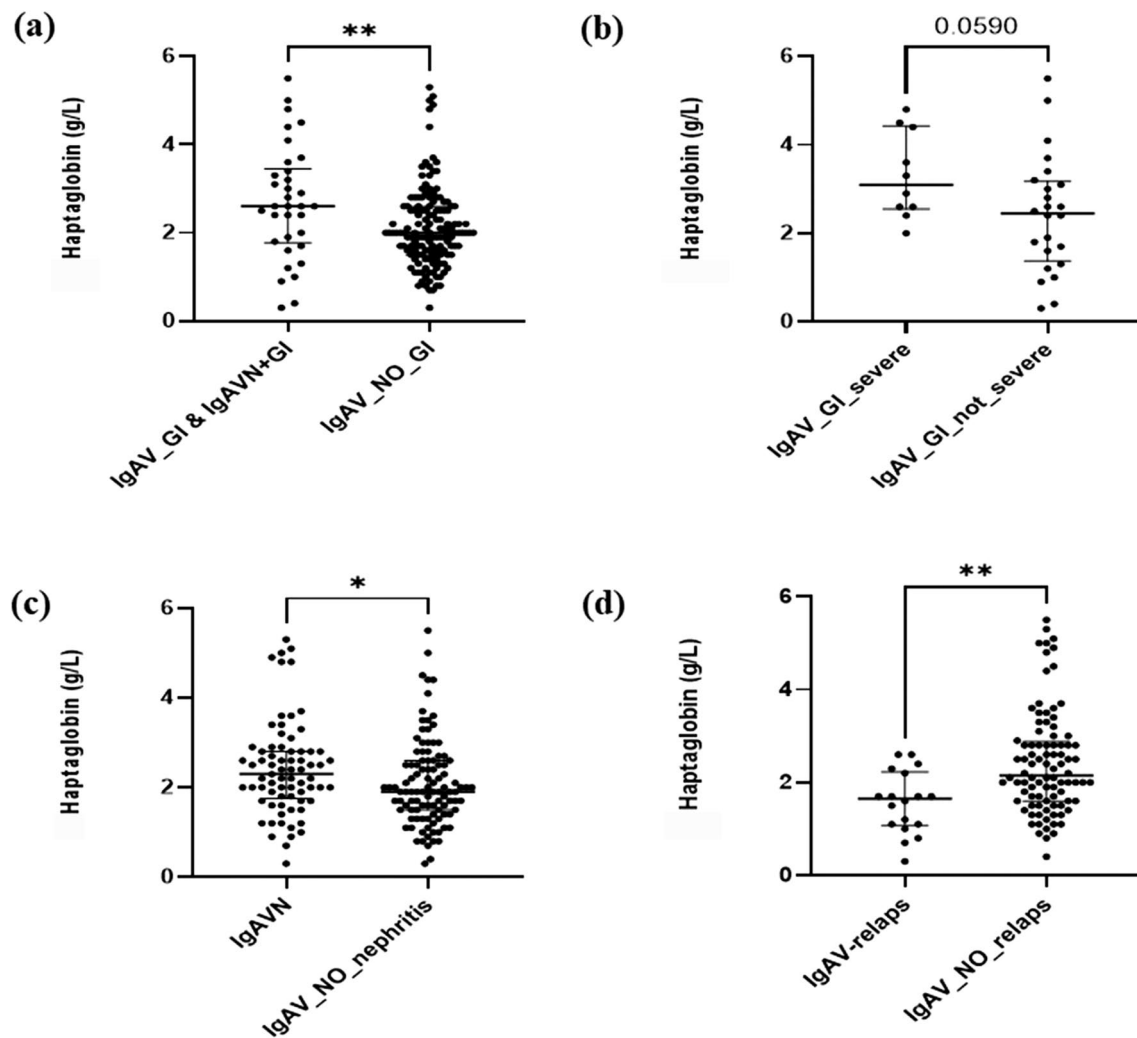 (a)
**
Haptaglobin (g/L)
6
4
2
0
IgAV_GI & IgAVN+GI
IgAV_NO_GI
(b)
0.0590
Haptaglobin (g/L)
6
4
2
0
IgAV_GI_severe
IgAV_GI_not_severe
(c)
*
Haptaglobin (g/L)
6
4
2
0
IgAVN
IgAV_NO_nephritis
(d)
**
Haptaglobin (g/L)
6
4
2
0
IgAV-relaps
IgAV_NO_relaps